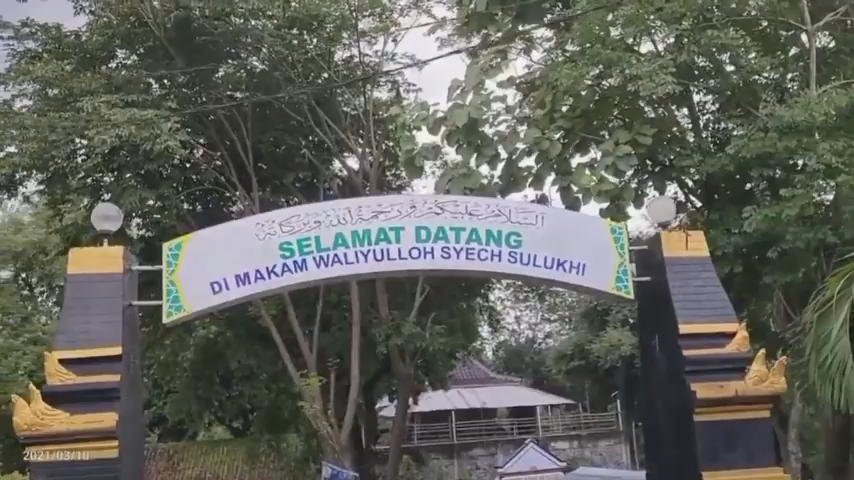 السلام عليكم ورحمة الله وبركاته
SELAMAT DATANG
DI MAKAM WALIYULLOH SYECH SULUKHI
2021/03/10